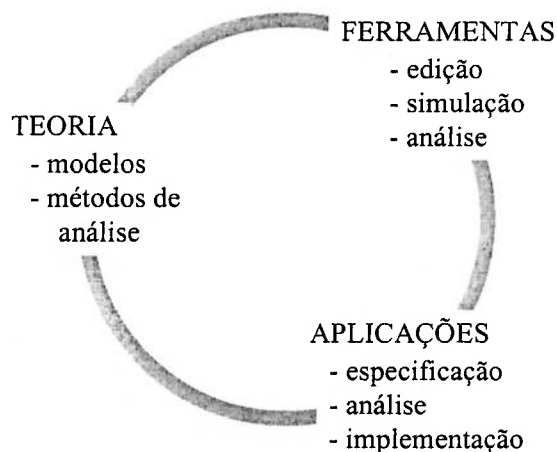 FERRAMENTAS
- edição
- simulação
- análise
TEORIA
- modelos
- métodos de
análise
APLICAÇÕES
- especificação
- análise
- implementação